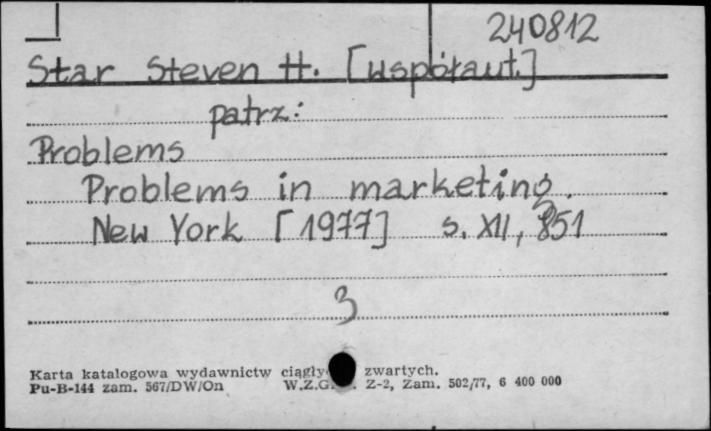 240812
Star Steven H. [współaut.]
patrz:
Problems
Problems in marketing.
New York [1977] s. XII, 851
3
Karta katalogowa wydawnictw zwartych.
Pu-B-144 zam. 567/DW/On Z-2, Zam. 502/77, 6 400 000